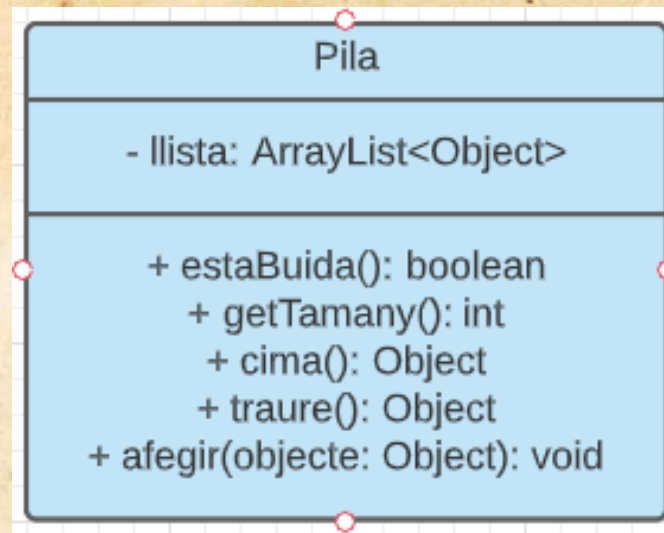 Pila
- llista: ArrayList<Object>
+ estaBuida(): boolean
+ getTamany(): int
+ cima(): Object
+ traure(): Object
+ afegir(objecte: Object): void